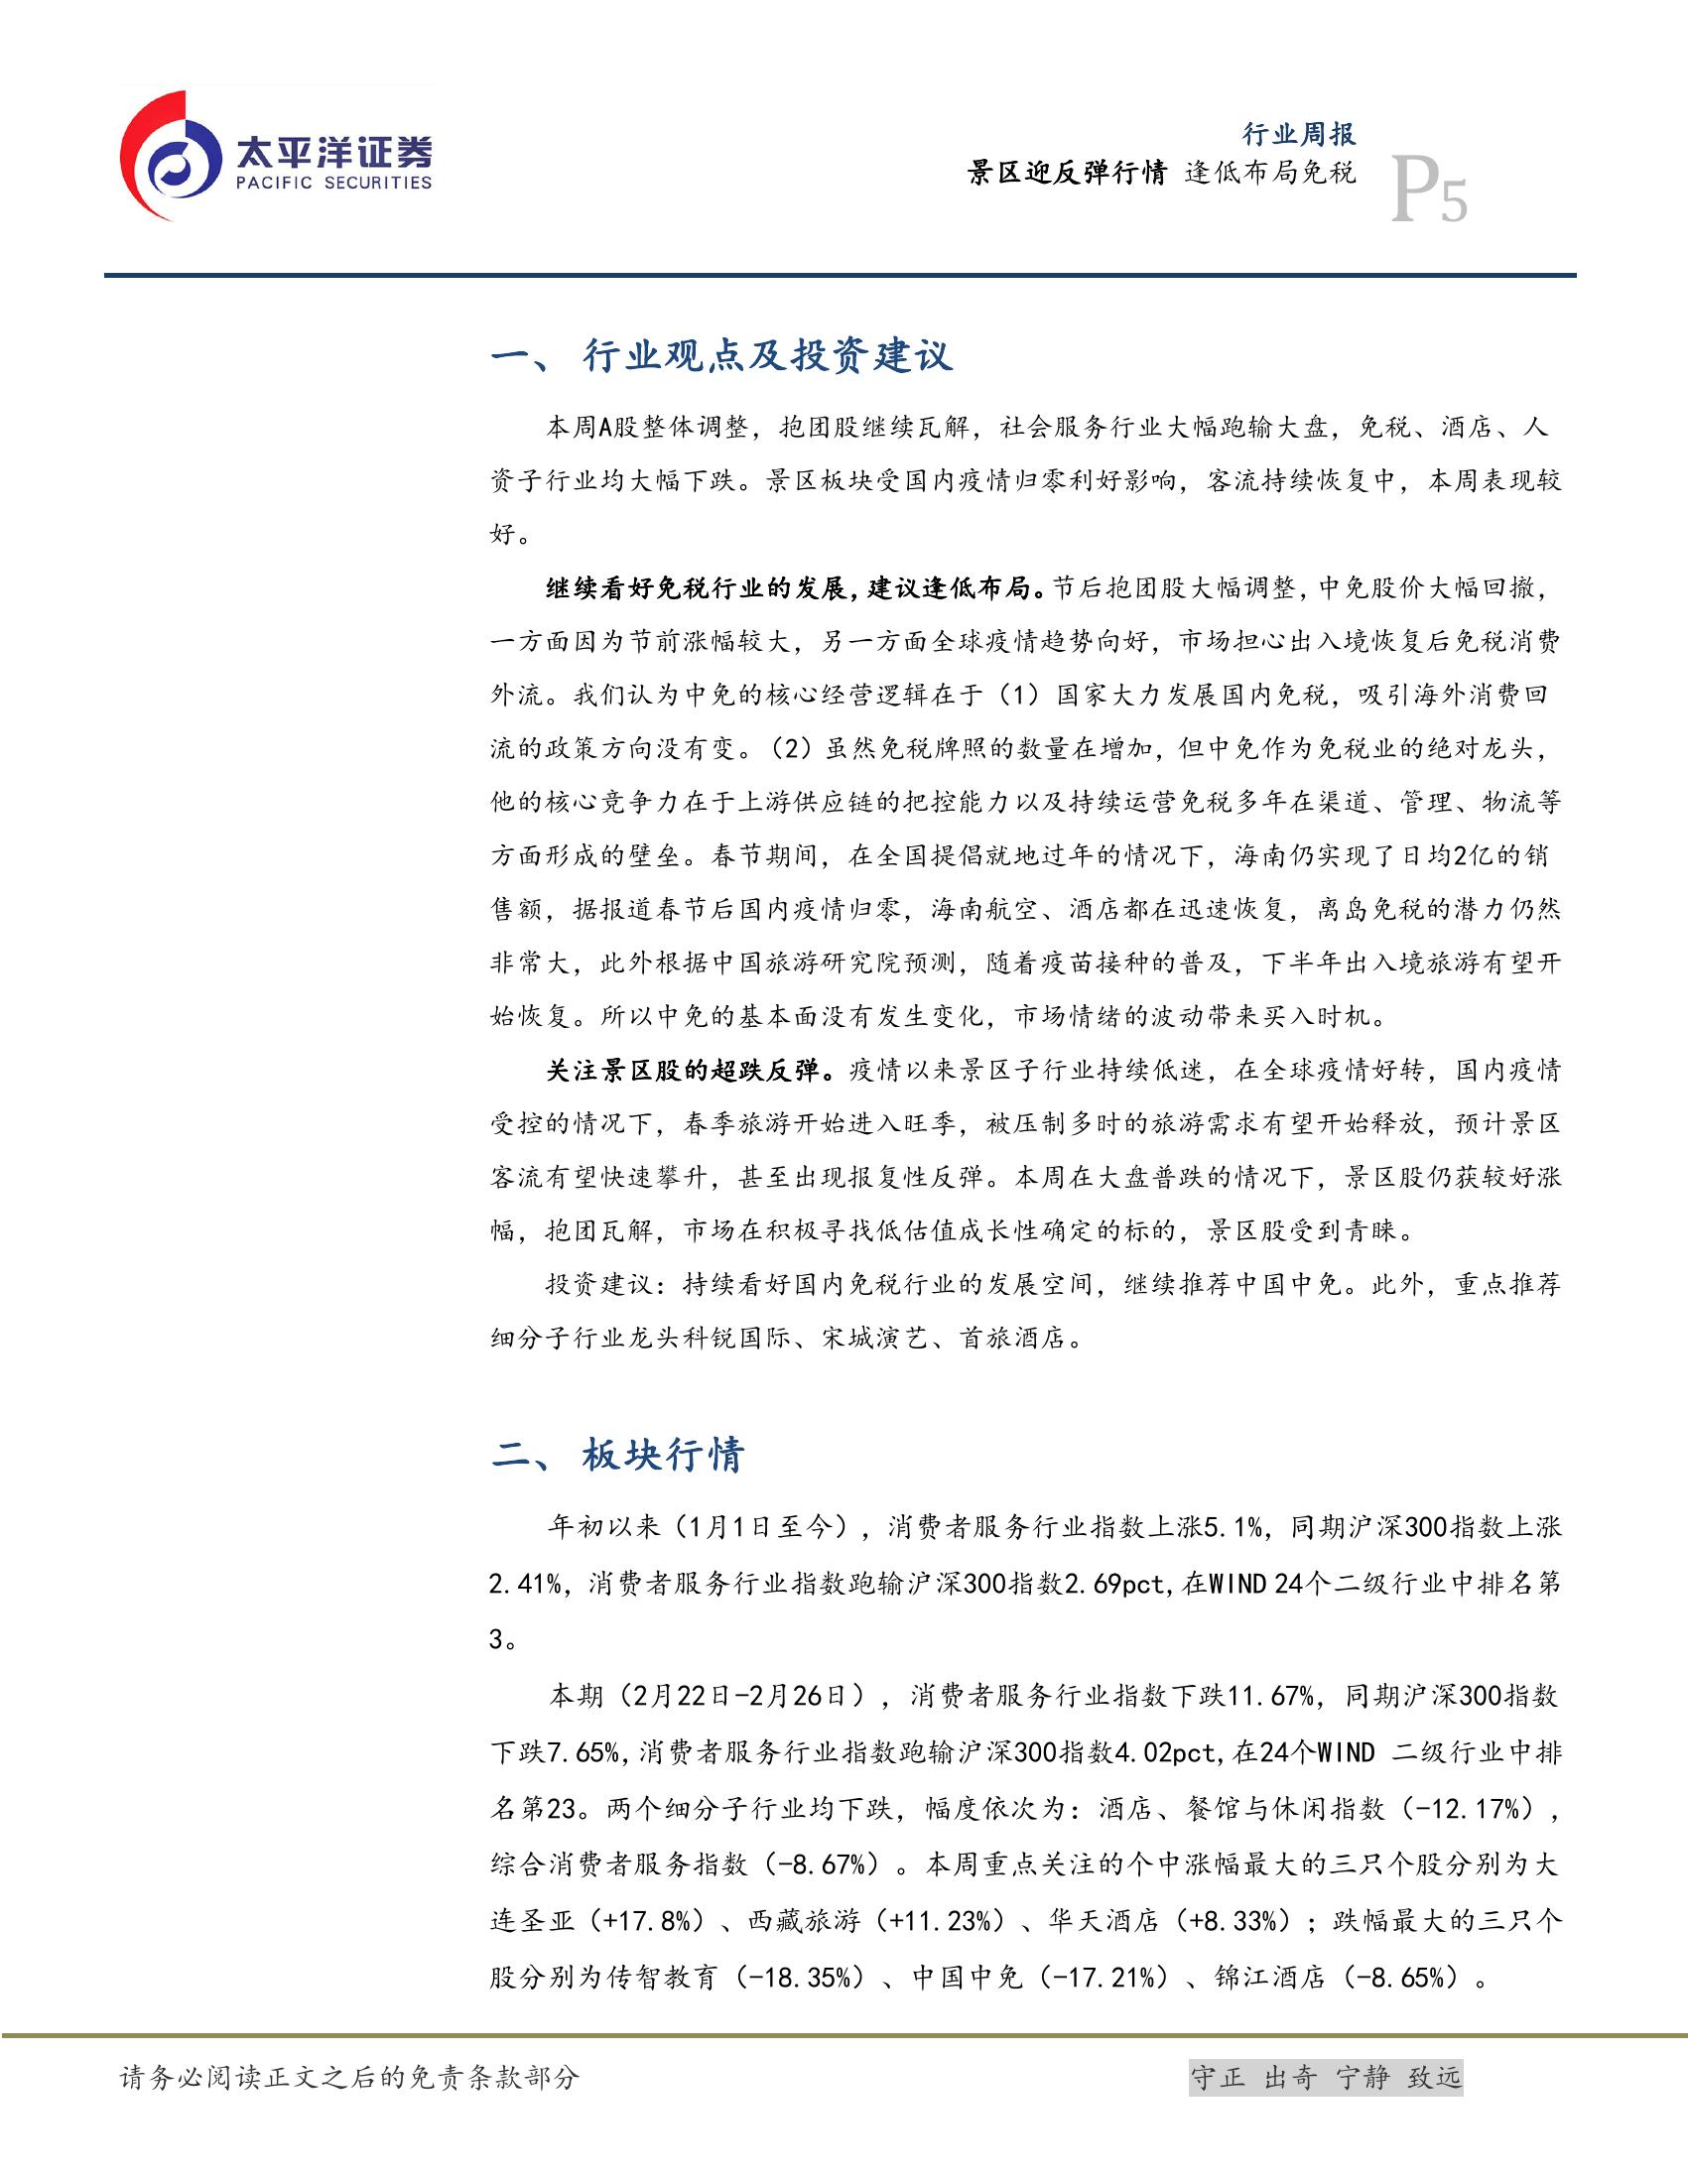 太平洋证券
PACIFIC SECURITIES
行业周报
景区迎反弹行情 逢低布局免税
P5
一、 行业观点及投资建议
本周A股整体调整，抱团股继续瓦解，社会服务行业大幅跑输大盘，免税、酒店、人
资子行业均大幅下跌。景区板块受国内疫情归零利好影响，客流持续恢复中，本周表现较
好。
继续看好免税行业的发展，建议逢低布局。节后抱团股大幅调整，中免股价大幅回撤，
一方面因为节前涨幅较大，另一方面全球疫情趋势向好，市场担心出入境恢复后免税消费
外流。我们认为中免的核心经营逻辑在于（1）国家大力发展国内免税，吸引海外消费回
流的政策方向没有变。（2）虽然免税牌照的数量在增加，但中免作为免税业的绝对龙头，
他的核心竞争力在于上游供应链的把控能力以及持续运营免税多年在渠道、管理、物流等
方面形成的壁垒。春节期间，在全国提倡就地过年的情况下，海南仍实现了日均2亿的销
售额，据报道春节后国内疫情归零，海南航空、酒店都在迅速恢复，离岛免税的潜力仍然
非常大，此外根据中国旅游研究院预测，随着疫苗接种的普及，下半年出入境旅游有望开
始恢复。所以中免的基本面没有发生变化，市场情绪的波动带来买入时机。
关注景区股的超跌反弹。疫情以来景区子行业持续低迷，在全球疫情好转，国内疫情
受控的情况下，春季旅游开始进入旺季，被压制多时的旅游需求有望开始释放，预计景区
客流有望快速攀升，甚至出现报复性反弹。本周在大盘普跌的情况下，景区股仍获较好涨
幅，抱团瓦解，市场在积极寻找低估值成长性确定的标的，景区股受到青睐。
投资建议：持续看好国内免税行业的发展空间，继续推荐中国中免。此外，重点推荐
细分子行业龙头科锐国际、宋城演艺、首旅酒店。
二、 板块行情
年初以来（1月1日至今），消费者服务行业指数上涨5.1%，同期沪深300指数上涨
2.41%，消费者服务行业指数跑输沪深300指数2.69pct,在WIND 24个二级行业中排名第
3。
本期（2月22日-2月26日），消费者服务行业指数下跌11.67%，同期沪深300指数
下跌7.65%,消费者服务行业指数跑输沪深300指数4.02pct,在24个WIND 二级行业中排
名第23。两个细分子行业均下跌，幅度依次为：酒店、餐馆与休闲指数（-12.17%），
综合消费者服务指数（-8.67%）。本周重点关注的个中涨幅最大的三只个股分别为大
连圣亚（+17.8%）、西藏旅游（+11.23%）、华天酒店（+8.33%）；跌幅最大的三只个
股分别为传智教育（-18.35%）、中国中免（-17.21%）、锦江酒店（-8.65%）。
请务必阅读正文之后的免责条款部分
守正 出奇 宁静 致远